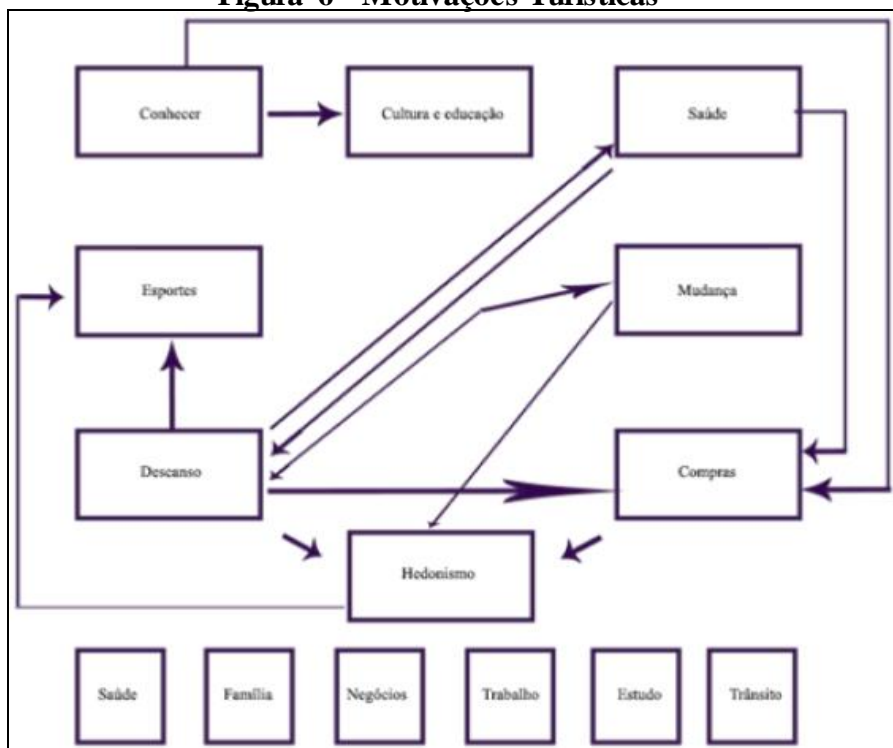 Figura 6 - Motivações Turísticas
Conhecer
Cultura e educação
Saúde
Esportes
Mudança
Descanso
Compras
Hedonismo
Saúde
Família
Negócios
Trabalho
Estudo
Trânsito